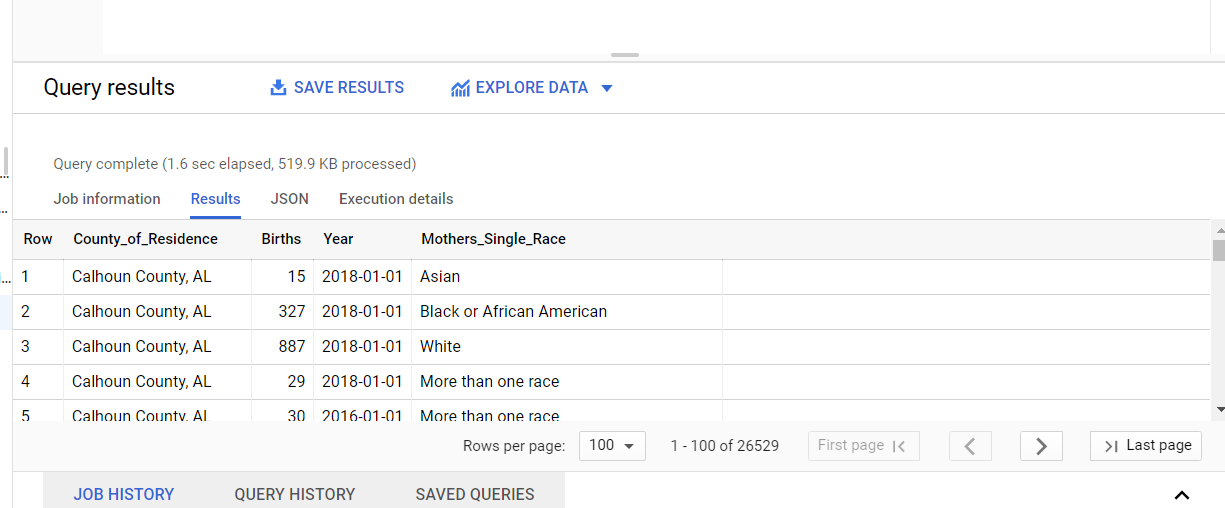 Query results SAVE RESULTS EXPLORE DATA
Query complete (1.6 sec elapsed, 519.9 KB processed)
Job information Results JSON Execution details
Row County_of_Residence Births Year Mothers_Single_Race
1 Calhoun County, AL 15 2018-01-01 Asian
2 Calhoun County, AL 327 2018-01-01 Black or African American
3 Calhoun County, AL 887 2018-01-01 White
4 Calhoun County, AL 29 2018-01-01 More than one race
5 Calhoun County, AL 30 2016-01-01 More than one race
Rows per page: 100 1 - 100 of 26529 First page Last page
JOB HISTORY QUERY HISTORY SAVED QUERIES